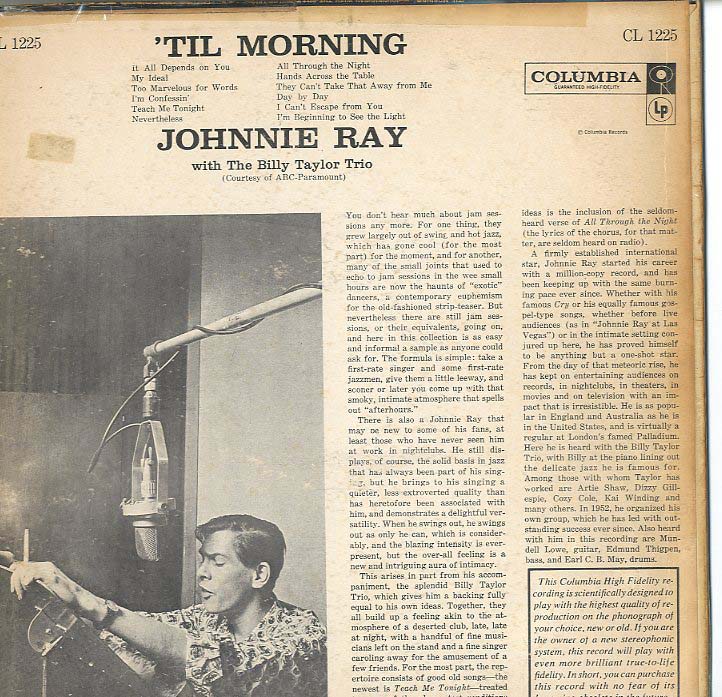 L 1225
'TIL MORNING
CL 1225
it All Depends on You
My Ideal
Too Marvelous for Words
I'm Confessin'
Teach Me Tonight
Nevertheless
All Through the Night
Hands Across the Table
They Can't Take That Away from Me
Day by Day
I Can't Escape from You
I'm Beginning to See the Light
COLUMBIA
GUARANTEED HIGH-FIDELITY
Lp
© Columbia Records
JOHNNIE RAY
with The Billy Taylor Trio
(Courtesy of ABC-Paramount)
You don't hear much about jam ses-
sions any more. For one thing, they
grew largely out of swing and hot jazz,
which has gone cool (for the most
part) for the moment, and for another,
many of the small joints that used to
echo to jam sessions in the wee small
hours are now the haunts of "exotic"
dancers, a contemporary euphemism
for the old-fashioned strip-teaser. But
nevertheless there are still jam ses-
sions, or their equivalents, going on,
and here in this collection is as easy
and informal a sample as anyone could
ask for. The formula is simple: take a
first-rate singer and some first-rate
jazzmen, give them a little leeway, and
sooner or later you come up with that
smoky, intimate atmosphere that spells
out "afterhours."
There is also a Johnnie Ray that
may be new to some of his fans, at
least those who have never seen him
at work in nightclubs. He still dis-
plays, of course, the solid basis in jazz
that has always been part of his sing-
ing, but he brings to his singing a
quieter, less extroverted quality than
has heretofore been associated with
him, and demonstrates a delightful ver-
satility. When he swings out, he swings
out as only he can, which is consider-
ably, and the blazing intensity is ever-
present, but the over-all feeling is a
new and intriguing aura of intimacy.
This arises in part from his accom-
paniment, the splendid Billy Taylor
Trio, which gives him a backing fully
equal to his own ideas. Together, they
all build up a feeling akin to the at-
mosphere of a deserted club, late, late
at night, with a handful of fine musi-
cians left on the stand and a fine singer
caroling away for the amusement of a
few friends. For the most part, the rep-
ertoire consists of good old songs—the
newest is Teach Me Tonight—treated
ideas is the inclusion of the seldom-
heard verse of All Through the Night
(the lyrics of the chorus, for that mat-
ter, are seldom heard on radio).
A firmly established international
star, Johnnie Ray started his career
with a million-copy record, and has
been keeping up with the same burn-
ing pace ever since. Whether with his
famous Cry or his equally famous gos-
pel-type songs, whether before live
audiences (as in "Johnnie Ray at Las
Vegas") or in the intimate setting con-
jured up here, he has proved himself
to be anything but a one-shot star.
From the day of that meteoric rise, he
has kept on entertaining audiences on
records, in nightclubs, in theaters, in
movies and on television with an im-
pact that is irresistible. He is as popu-
lar in England and Australia as he is
in the United States, and is virtually a
regular at London's famed Palladium.
Here he is heard with the Billy Taylor
Trio, with Billy at the piano lining out
the delicate jazz he is famous for.
Among those with whom Taylor has
worked are Artie Shaw, Dizzy Gill-
espie, Cozy Cole, Kai Winding and
many others. In 1952, he organized his
own group, which he has led with out-
standing success ever since. Also heard
with him in this recording are Mun-
dell Lowe, guitar, Edmund Thigpen,
bass, and Earl C. B. May, drums.
This Columbia High Fidelity re-
cording is scientifically designed to
play with the highest quality of re-
production on the phonograph of
your choice, new or old. If you are
the owner of a new stereophonic
system, this record will play with
even more brilliant true-to-life
fidelity. In short, you can purchase
this record with no fear of its